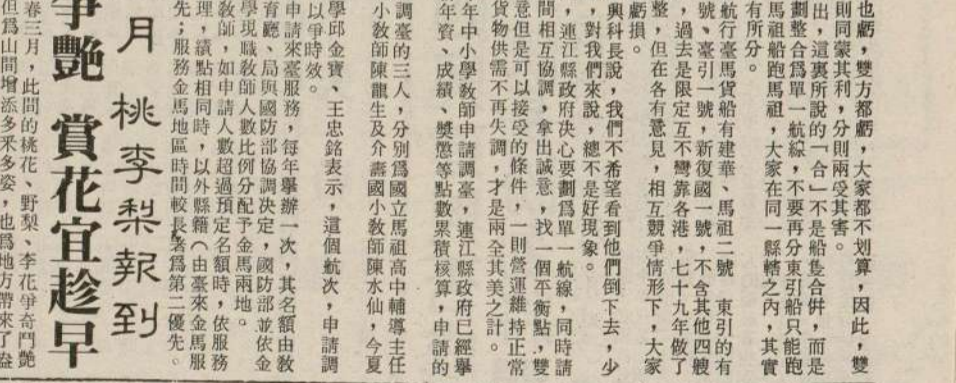 也虧，雙方都虧，大家都不划算，因此，雙
則同蒙其利，分則兩受其害。
出，這裏所說的「合」不是船隻合併，而是
劃整合為單一航線，不要再分東引船只能跑
馬祖船跑馬祖，大家在同一縣轄之內，其實
有所分。
航行臺馬貨船有建華、馬祖二號　東引的有
號、臺引一號，新復國一號，不含其他四艘
，過去是限定互不彎靠各港，七十九年做了
整，但在各有意見，相互競爭情形下，大家
虧損。
興科長說，我們不希望看到他們倒下去，少
，對我們來說，總不是好現象。
，連江縣政府決心要劃為單一航線，同時請
間相互協調，拿出誠意，找一個平衡點，雙
意但是可以接受的條件，一則營運維持正常
貨物供需不再失調，才是兩全其美之計。
年中小學教師申請調臺，連江縣政府已經舉
年資、成績、獎懲等點數累積核算，申請的
調臺的三人，分別為國立馬祖高中輔導主任
小教師陳龍生及介壽國小教師陳水仙，今夏
學邱金寶、王忠銘表示，這個航次，申請調
以爭時效。
申請來臺服務，每年舉辦一次，其名額由教
育廳、局與國防部協調決定，國防部並依金
學現職教師人數比例分配予金馬兩地。
教師，如申請人數超過預定名額時，依服務
理，績點相同時，以外縣籍（由臺來金馬服
先；服務金馬地區時間較長者為第二優先。
月　桃李梨報到
爭艷　賞花宜趁早
春三月，此間的桃花、野梨、李花爭奇鬥艷
但為山間增添多釆多姿，也為地方帶來了盎